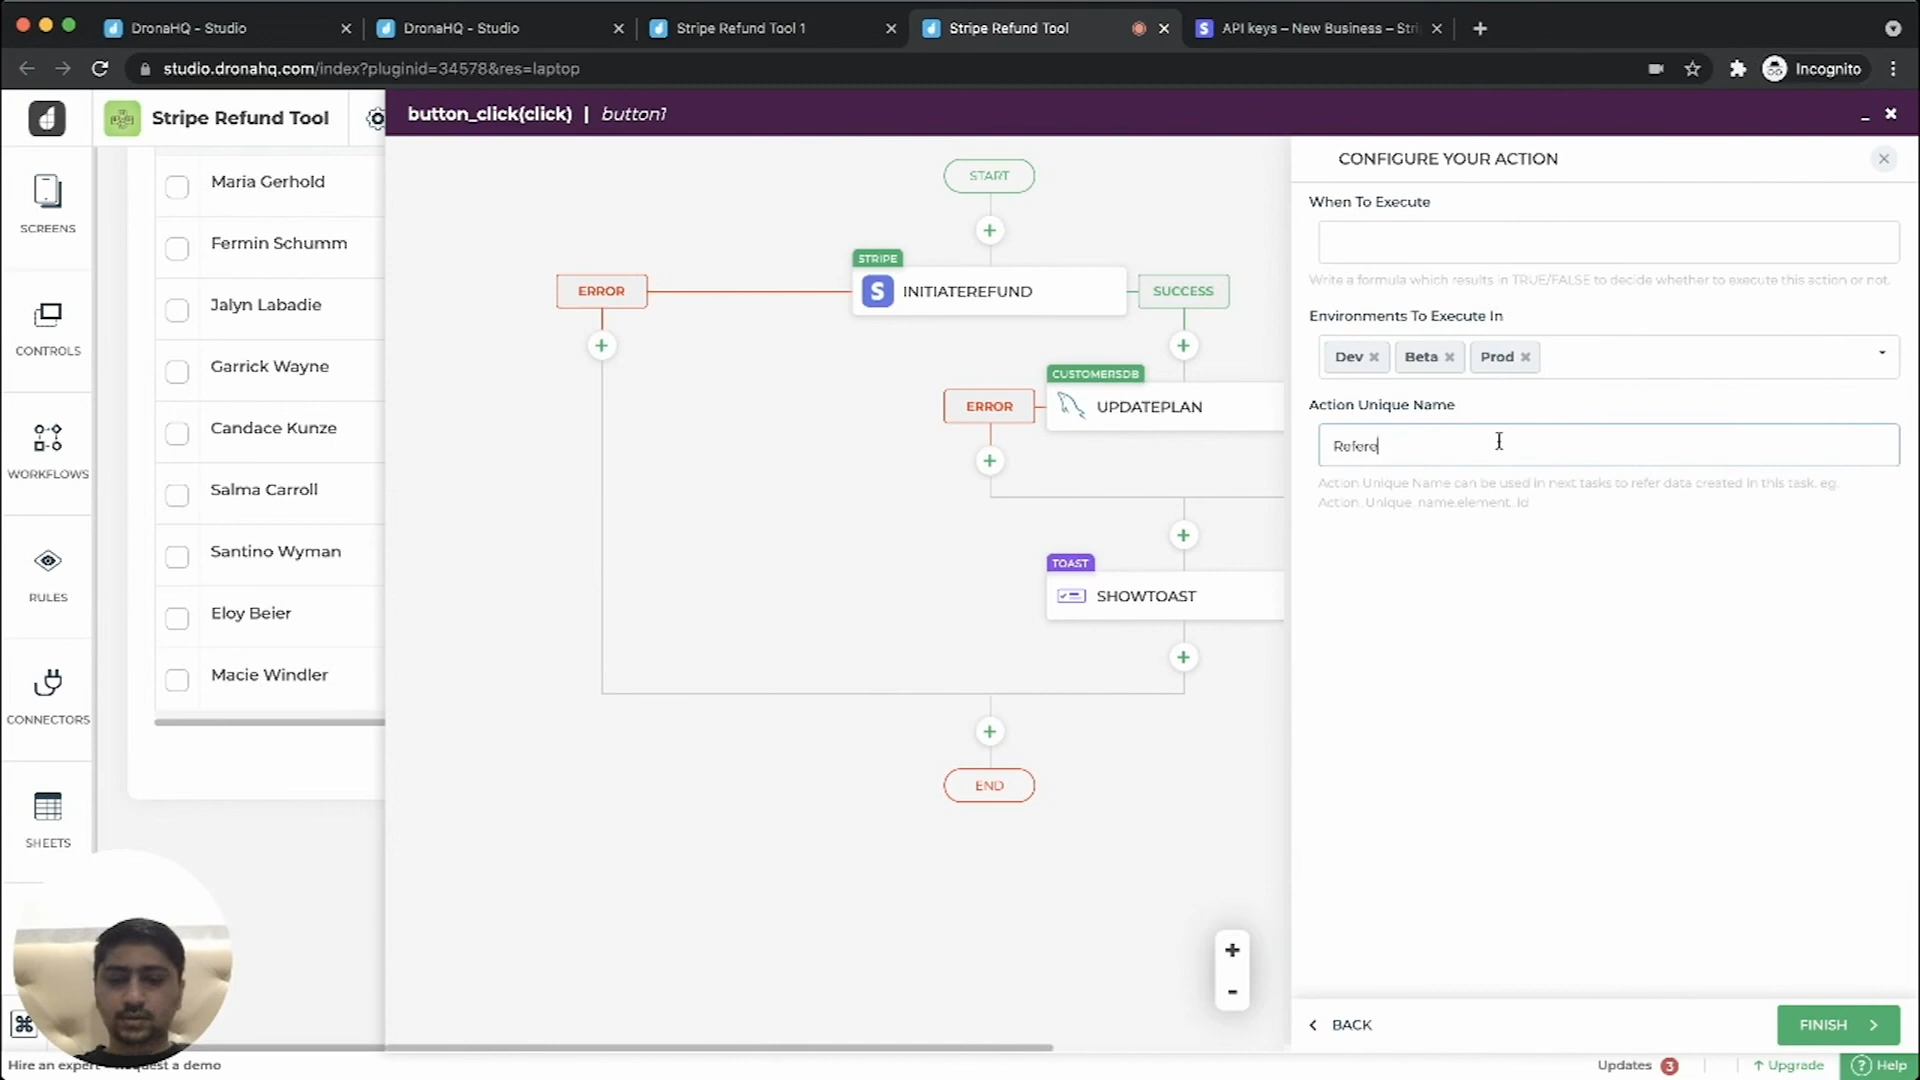 DronaHQ - Studio
DronaHQ - Studio
Stripe Refund Tool 1
Stripe Refund Tool
API keys – New Business – Stri
studio.dronahq.com/index?pluginid=34578&res=laptop
Incognito
Stripe Refund Tool
button_click(click) | button1
SCREENS
CONTROLS
WORKFLOWS
RULES
CONNECTORS
SHEETS
Maria Gerhold
Fermin Schumm
Jalyn Labadie
Garrick Wayne
Candace Kunze
Salma Carroll
Santino Wyman
Eloy Beier
Macie Windler
START
STRIPE
ERROR
S INITIATEREFUND
SUCCESS
CUSTOMERSDB
ERROR
UPDATEPLAN
TOAST
SHOWTOAST
END
CONFIGURE YOUR ACTION
When To Execute
Write a formula which results in TRUE/FALSE to decide whether to execute this action or not.
Environments To Execute In
Dev
Beta
Prod
Action Unique Name
Refere
Action Unique Name can be used in next tasks to refer data created in this task. eg.
Action_Unique_name.element_id
BACK
FINISH
Hire an expert
quest a demo
Updates 3
Upgrade
Help